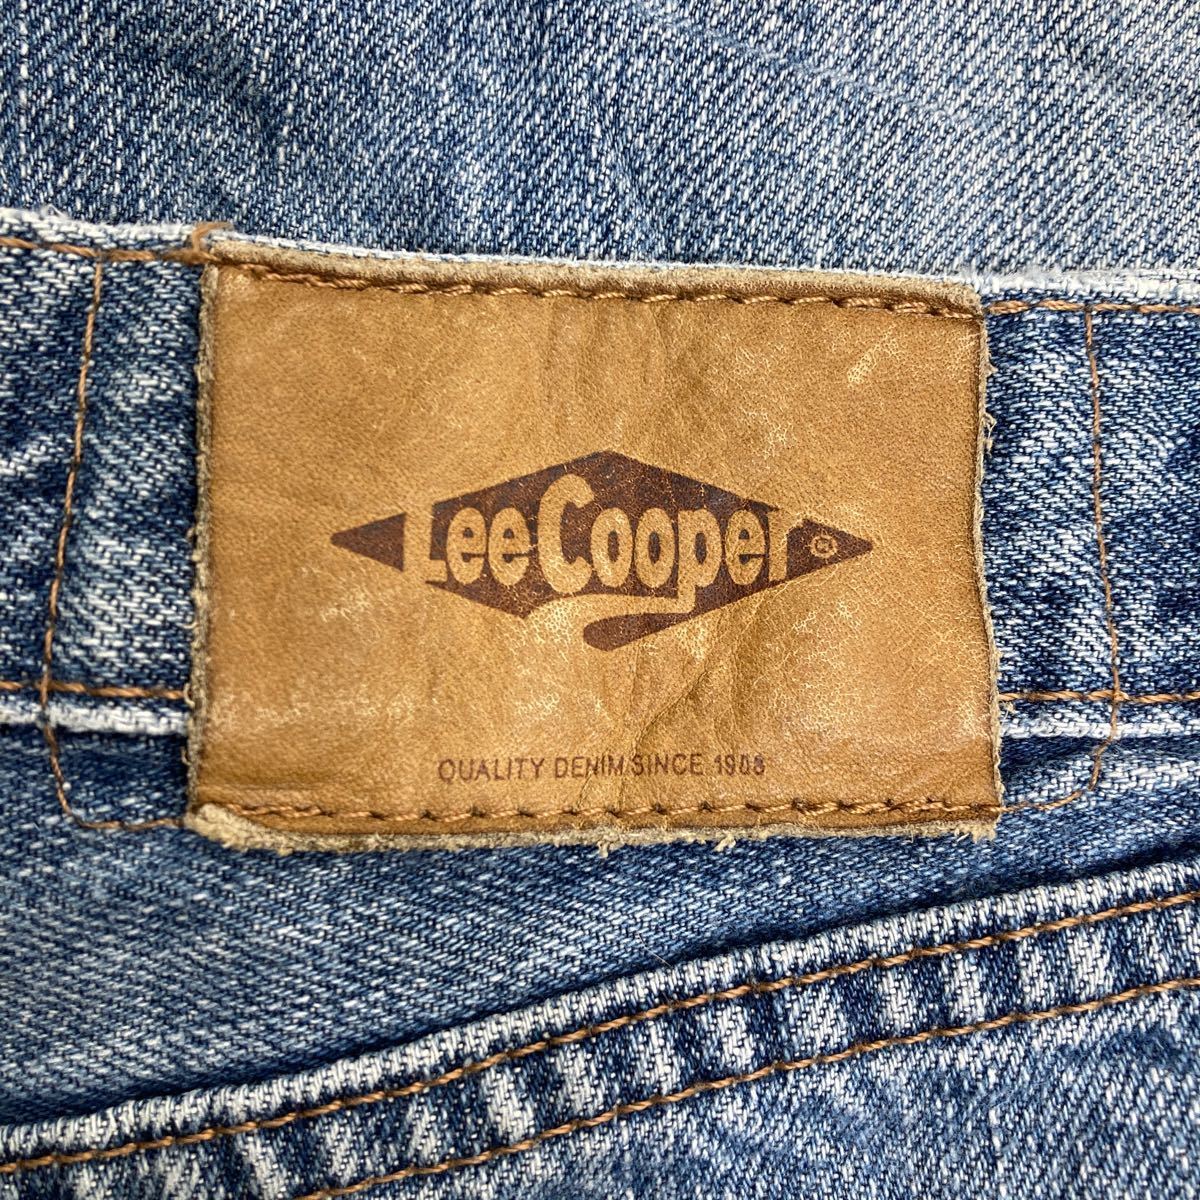 Lee Cooper ®
QUALITY DENIM SINCE 1908